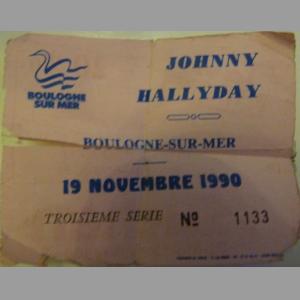 JOHNNY
HALLYDAY
BOULOGNE
SUR MER
BOULOGNE-SUR-MER
19 NOVEMBRE 1990
TROISIEME SERIE No 1133